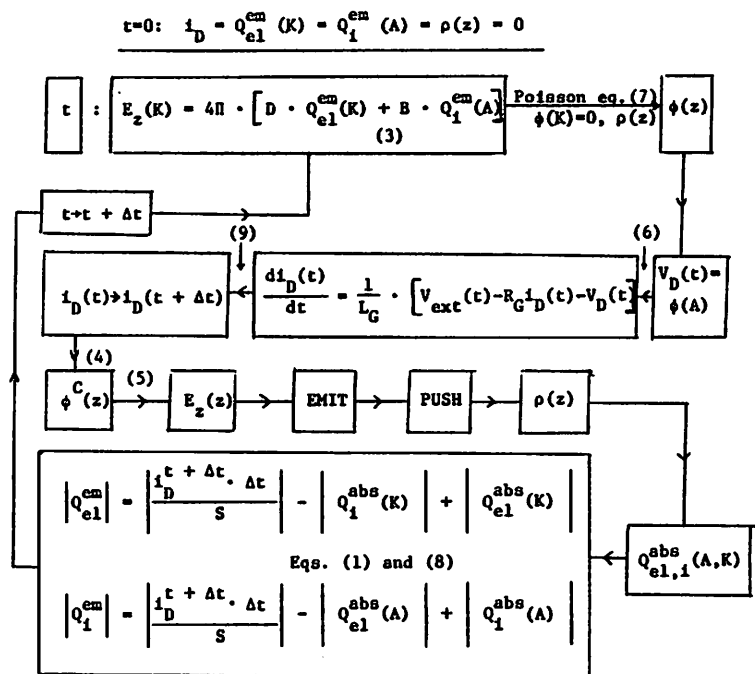 t=0: i_D = Q_el^em (K) = Q_i^em (A) = ρ(z) = 0
t : E_z(K) = 4Π · [D · Q_el^em(K) + B · Q_i^em(A)]
(3)
Poisson eq.(7)
ϕ(K)=0, ρ(z)
ϕ(z)
t→t + Δt
(9)
(6)
i_D(t)→i_D(t + Δt)
di_D(t)/dt = 1/L_G · [V_ext(t)-R_G i_D(t)-V_D(t)]
V_D(t)=
ϕ(A)
(4)
ϕ^C(z)
(5)
E_z(z)
EMIT
PUSH
ρ(z)
|Q_el^em| = |i_D^{t + Δt} · Δt / S| - |Q_i^abs(K)| + |Q_el^abs(K)|
Eqs. (1) and (8)
Q_el,i^abs(A,K)
|Q_i^em| = |i_D^{t + Δt} · Δt / S| - |Q_el^abs(A)| + |Q_i^abs(A)|